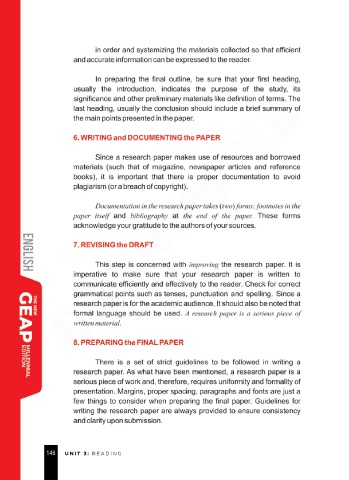 in order and systemizing the materials collected so that efficient
and accurate information can be expressed to the reader.
In preparing the final outline, be sure that your first heading,
usually the introduction, indicates the purpose of the study, its
significance and other preliminary materials like definition of terms. The
last heading, usually the conclusion should include a brief summary of
the main points presented in the paper.
6. WRITING and DOCUMENTING the PAPER
Since a research paper makes use of resources and borrowed
materials (such that of magazine, newspaper articles and reference
books), it is important that there is proper documentation to avoid
plagiarism (or a breach of copyright).
Documentation in the research paper takes (two) forms: footnotes in the
paper itself and bibliography at the end of the paper. These forms
acknowledge your gratitude to the authors of your sources.
7. REVISING the DRAFT
This step is concerned with improving the research paper. It is
imperative to make sure that your research paper is written to
communicate efficiently and effectively to the reader. Check for correct
grammatical points such as tenses, punctuation and spelling. Since a
research paper is for the academic audience, It should also be noted that
formal language should be used. A research paper is a serious piece of
written material.
8. PREPARING the FINAL PAPER
There is a set of strict guidelines to be followed in writing a
research paper. As what have been mentioned, a research paper is a
serious piece of work and, therefore, requires uniformity and formality of
presentation. Margins, proper spacing, paragraphs and fonts are just a
few things to consider when preparing the final paper. Guidelines for
writing the research paper are always provided to ensure consistency
and clarity upon submission.
ENGLISH
THE NEW
GEAP
MILLENNIAL
EDITION
146 UNIT 3: READING